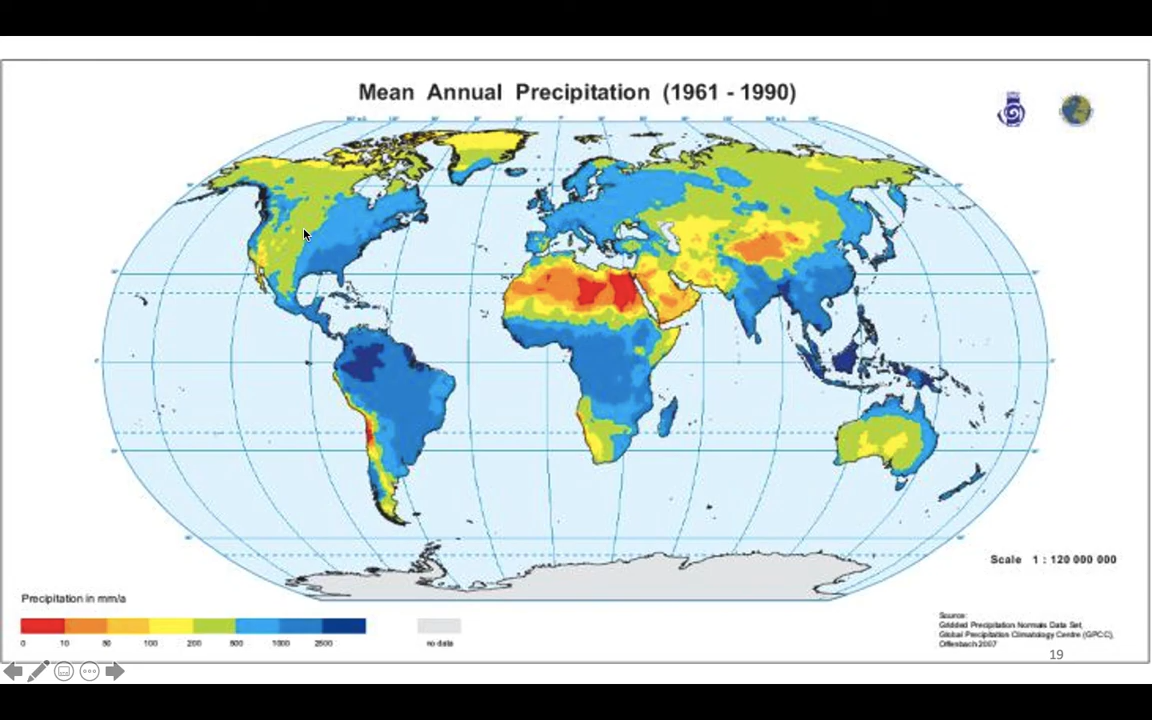 Mean Annual Precipitation (1961 - 1990)
Scale 1 : 120 000 000
Precipitation in mm/a
0 10 50 100 200 500 1000 2500 no data
Source:
Gridded Precipitation Normals Data Set,
Global Precipitation Climatology Centre (GPCC),
Offenbach 2007
19